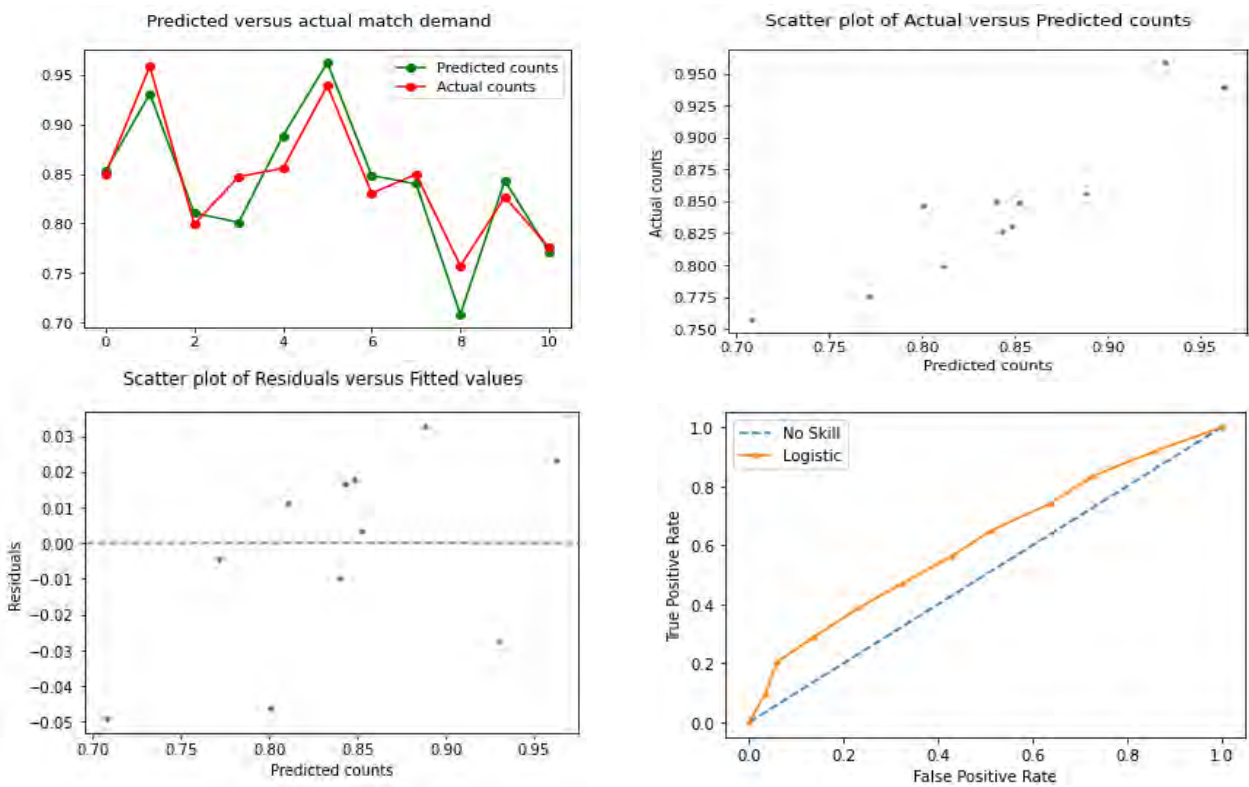 Predicted versus actual match demand
Predicted counts
Actual counts
0.95
0.90
0.85
0.80
0.75
0.70
0 2 4 6 8 10
Scatter plot of Actual versus Predicted counts
Actual counts
0.950
0.925
0.900
0.875
0.850
0.825
0.800
0.775
0.750
0.70 0.75 0.80 0.85 0.90 0.95
Predicted counts
Scatter plot of Residuals versus Fitted values
Residuals
0.03
0.02
0.01
0.00
−0.01
−0.02
−0.03
−0.04
−0.05
0.70 0.75 0.80 0.85 0.90 0.95
Predicted counts
No Skill
Logistic
True Positive Rate
1.0
0.8
0.6
0.4
0.2
0.0
0.0 0.2 0.4 0.6 0.8 1.0
False Positive Rate